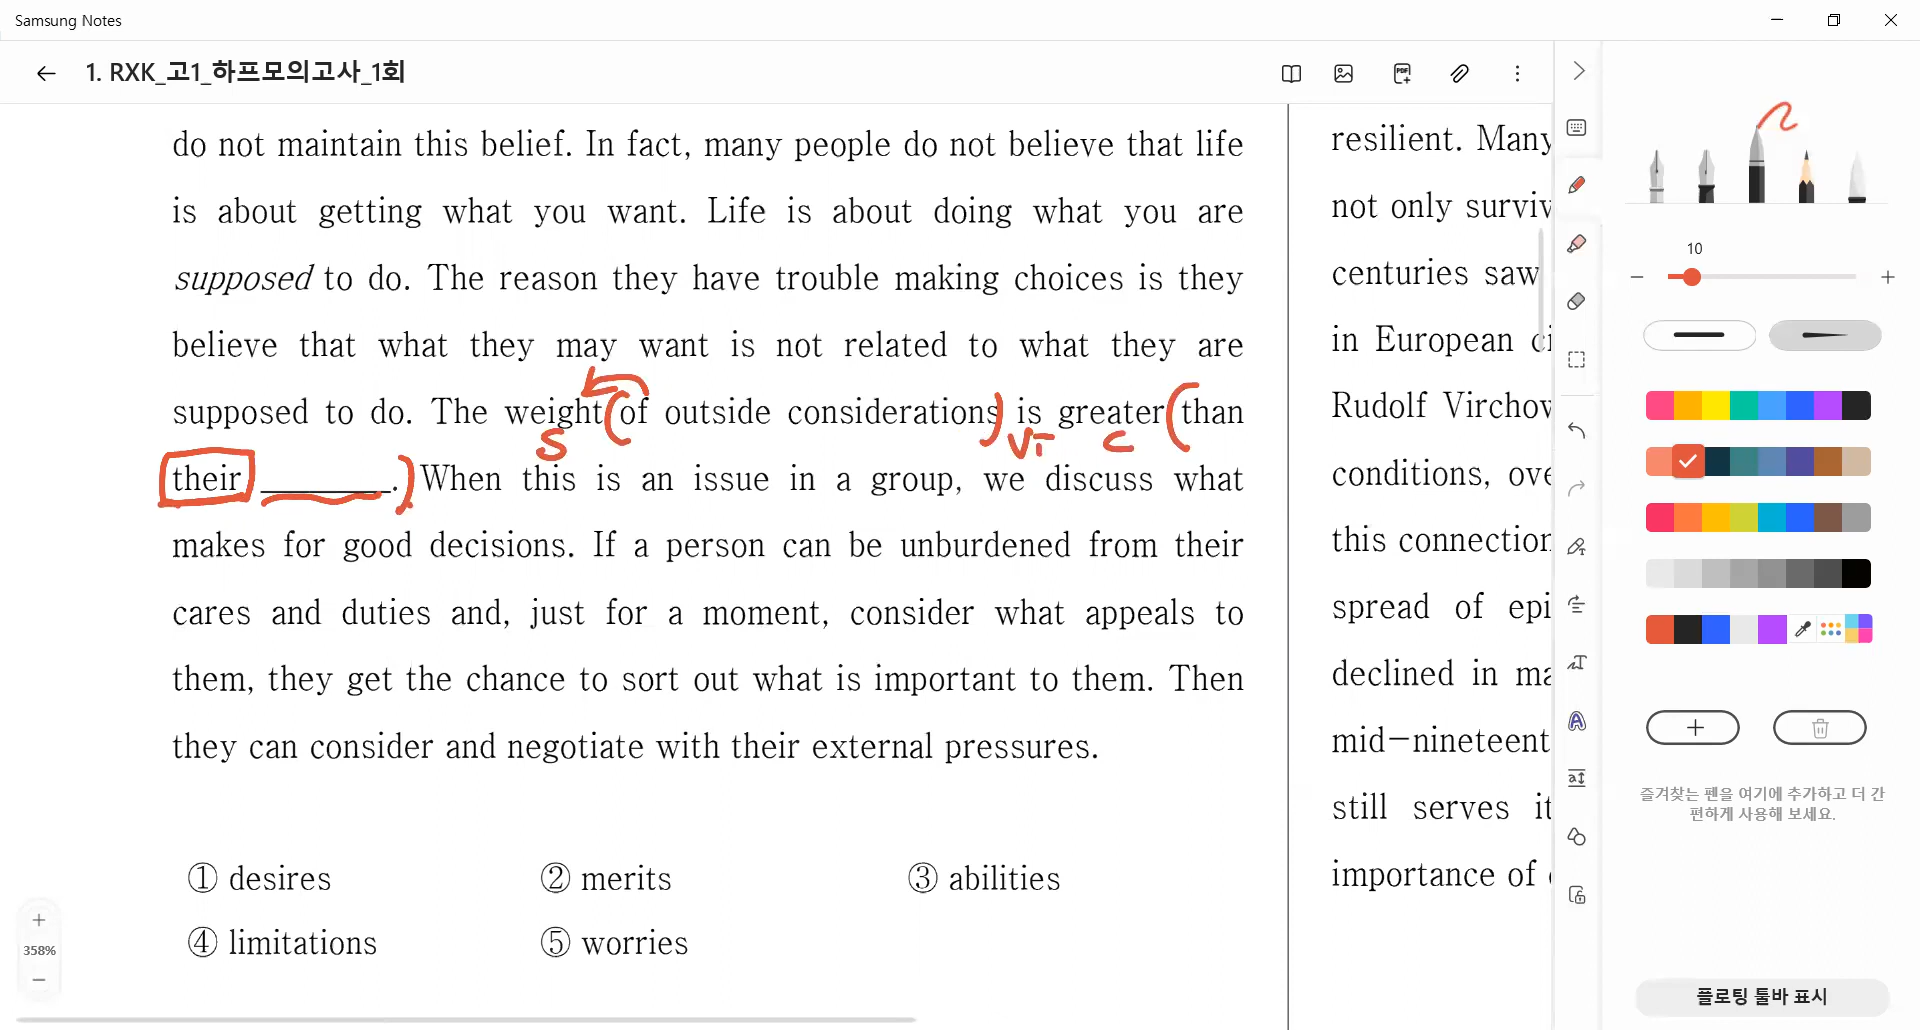 Samsung Notes
1. RXK_고1_하프모의고사_1회
do not maintain this belief. In fact, many people do not believe that life
is about getting what you want. Life is about doing what you are
supposed to do. The reason they have trouble making choices is they
believe that what they may want is not related to what they are
supposed to do. The weight (of outside considerations) is greater (than
S VI C
their ________.) When this is an issue in a group, we discuss what
makes for good decisions. If a person can be unburdened from their
cares and duties and, just for a moment, consider what appeals to
them, they get the chance to sort out what is important to them. Then
they can consider and negotiate with their external pressures.
① desires ② merits ③ abilities
④ limitations ⑤ worries
resilient. Many
not only surviv
centuries saw
in European ci
Rudolf Virchov
conditions, ove
this connection
spread of epi
declined in ma
mid-nineteent
still serves it
importance of
358%
PDF
10
즐겨찾는 펜을 여기에 추가하고 더 간
편하게 사용해 보세요.
플로팅 툴바 표시